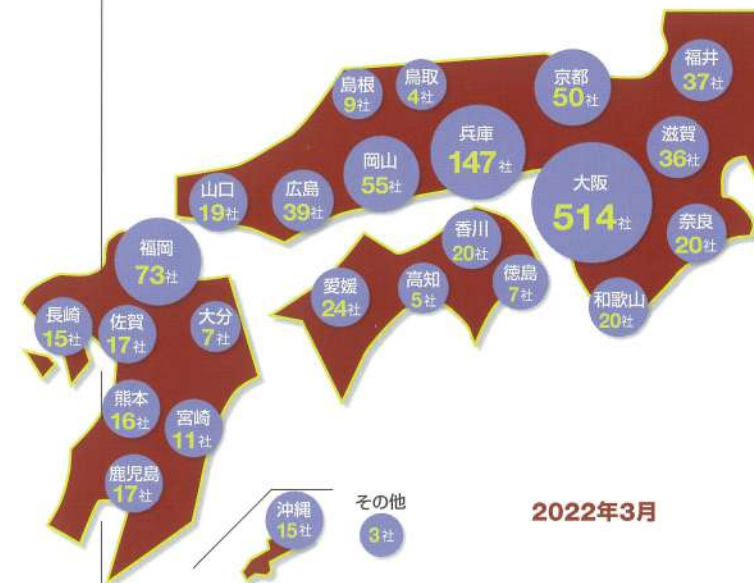 福井
37社
鳥取
4社
島根
9社
京都
50社
兵庫
147社
滋賀
36社
岡山
55社
大阪
514社
山口
19社
広島
39社
奈良
20社
香川
20社
福岡
73社
愛媛
24社
高知
5社
徳島
7社
和歌山
20社
長崎
15社
佐賀
17社
大分
7社
熊本
16社
宮崎
11社
鹿児島
17社
沖縄
15社
その他
3社
2022年3月